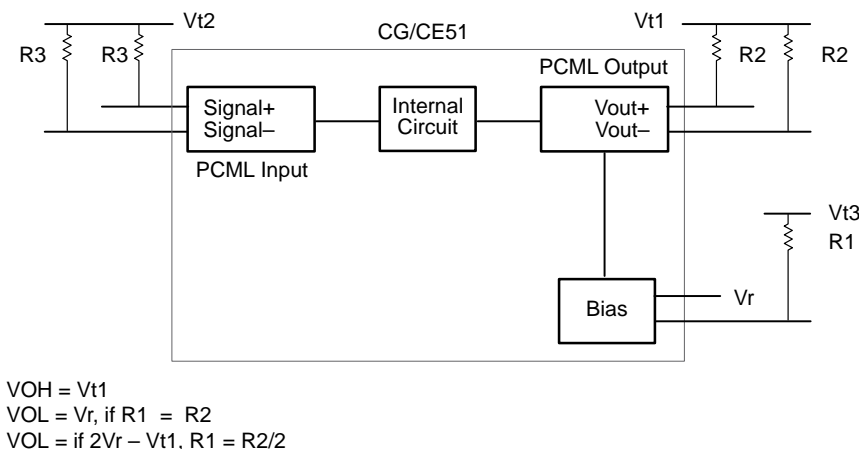 Vt2
Vt1
R3
R3
CG/CE51
R2
R2
PCML Output
Signal+
Signal–
Internal
Circuit
Vout+
Vout–
PCML Input
Vt3
R1
Bias
Vr
VOH = Vt1
VOL = Vr, if R1 = R2
VOL = if 2Vr – Vt1, R1 = R2/2